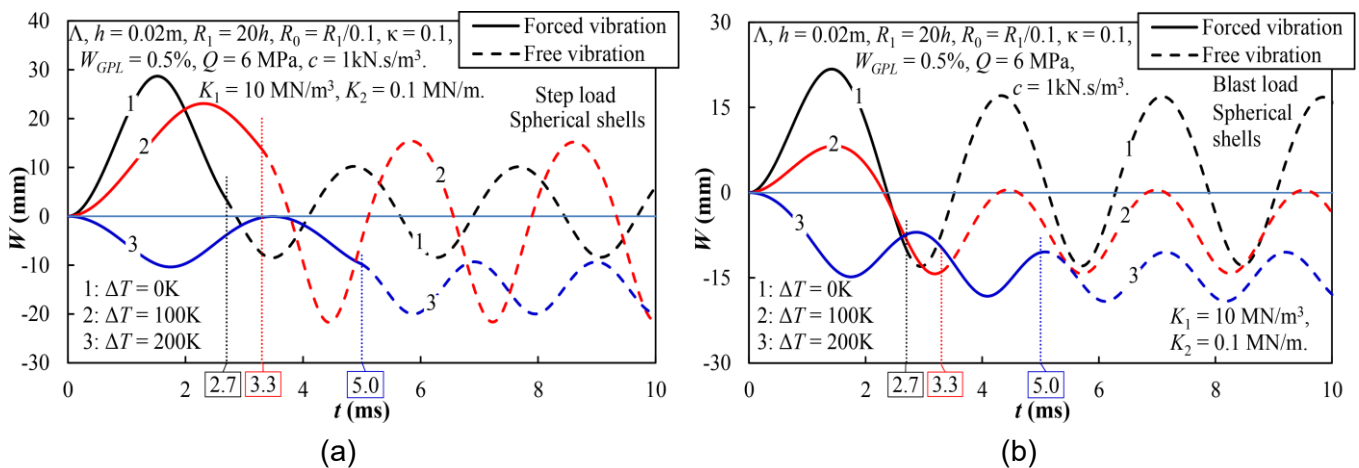 40
30
20
10
0
-10
-20
-30
W (mm)
Forced vibration
Free vibration
Λ, h = 0.02m, R₁ = 20h, R₀ = R₁/0.1, κ = 0.1,
W_GPL = 0.5%, Q = 6 MPa, c = 1kN.s/m³.
K₁ = 10 MN/m³, K₂ = 0.1 MN/m.
Step load
Spherical shells
1
2
3
2
1
3
1: ΔT = 0K
2: ΔT = 100K
3: ΔT = 200K
0 2 4 6 8 10
2.7 3.3 5.0
t (ms)
(a)
30
15
0
-15
-30
W (mm)
Forced vibration
Free vibration
Λ, h = 0.02m, R₁ = 20h, R₀ = R₁/0.1, κ = 0.1,
W_GPL = 0.5%, Q = 6 MPa,
c = 1kN.s/m³.
Blast load
Spherical
shells
1
2
3
1
2
3
1: ΔT = 0K
2: ΔT = 100K
3: ΔT = 200K
K₁ = 10 MN/m³,
K₂ = 0.1 MN/m.
0 2 4 6 8 10
2.7 3.3 5.0
t (ms)
(b)